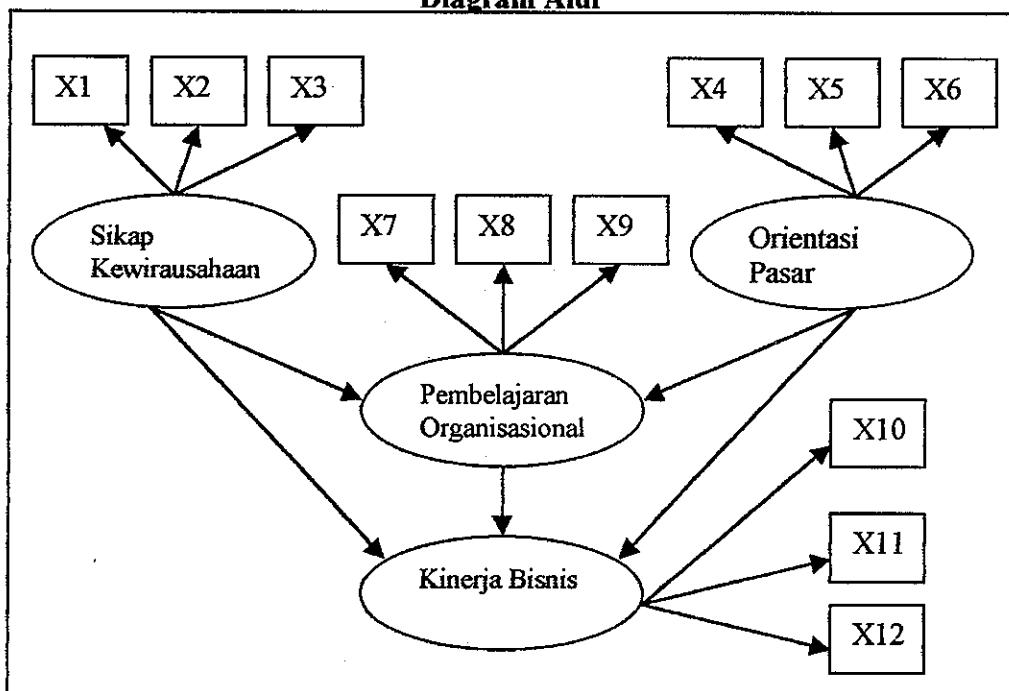 Diagram Alur
X1 X2 X3 X4 X5 X6
Sikap
Kewirausahaan
X7 X8 X9
Orientasi
Pasar
Pembelajaran
Organisasional
X10
X11
Kinerja Bisnis
X12